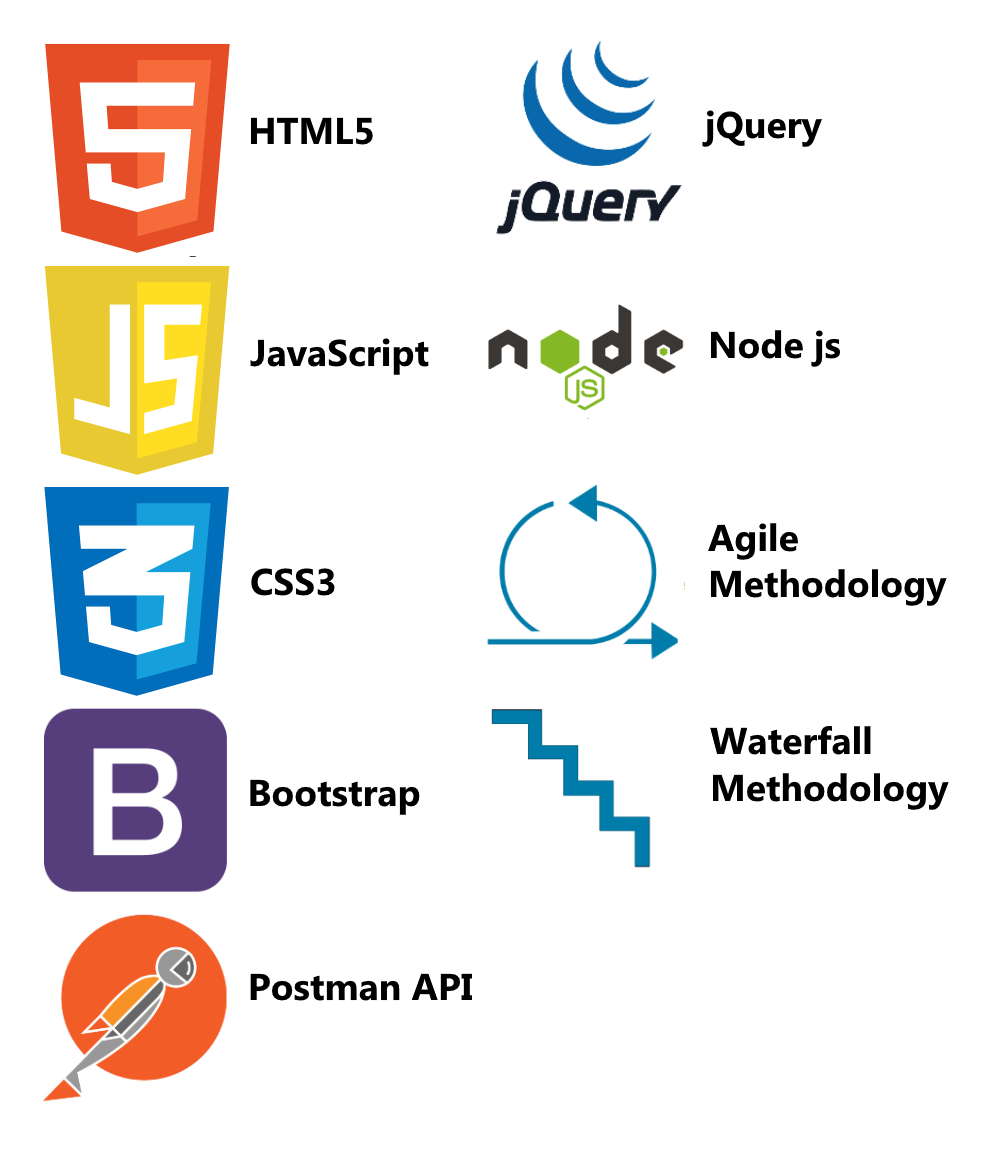 5
HTML5
JS
JavaScript
3
CSS3
B
Bootstrap
Postman API
jQuery
jQuery
node
JS
Node js
Agile
Methodology
Waterfall
Methodology